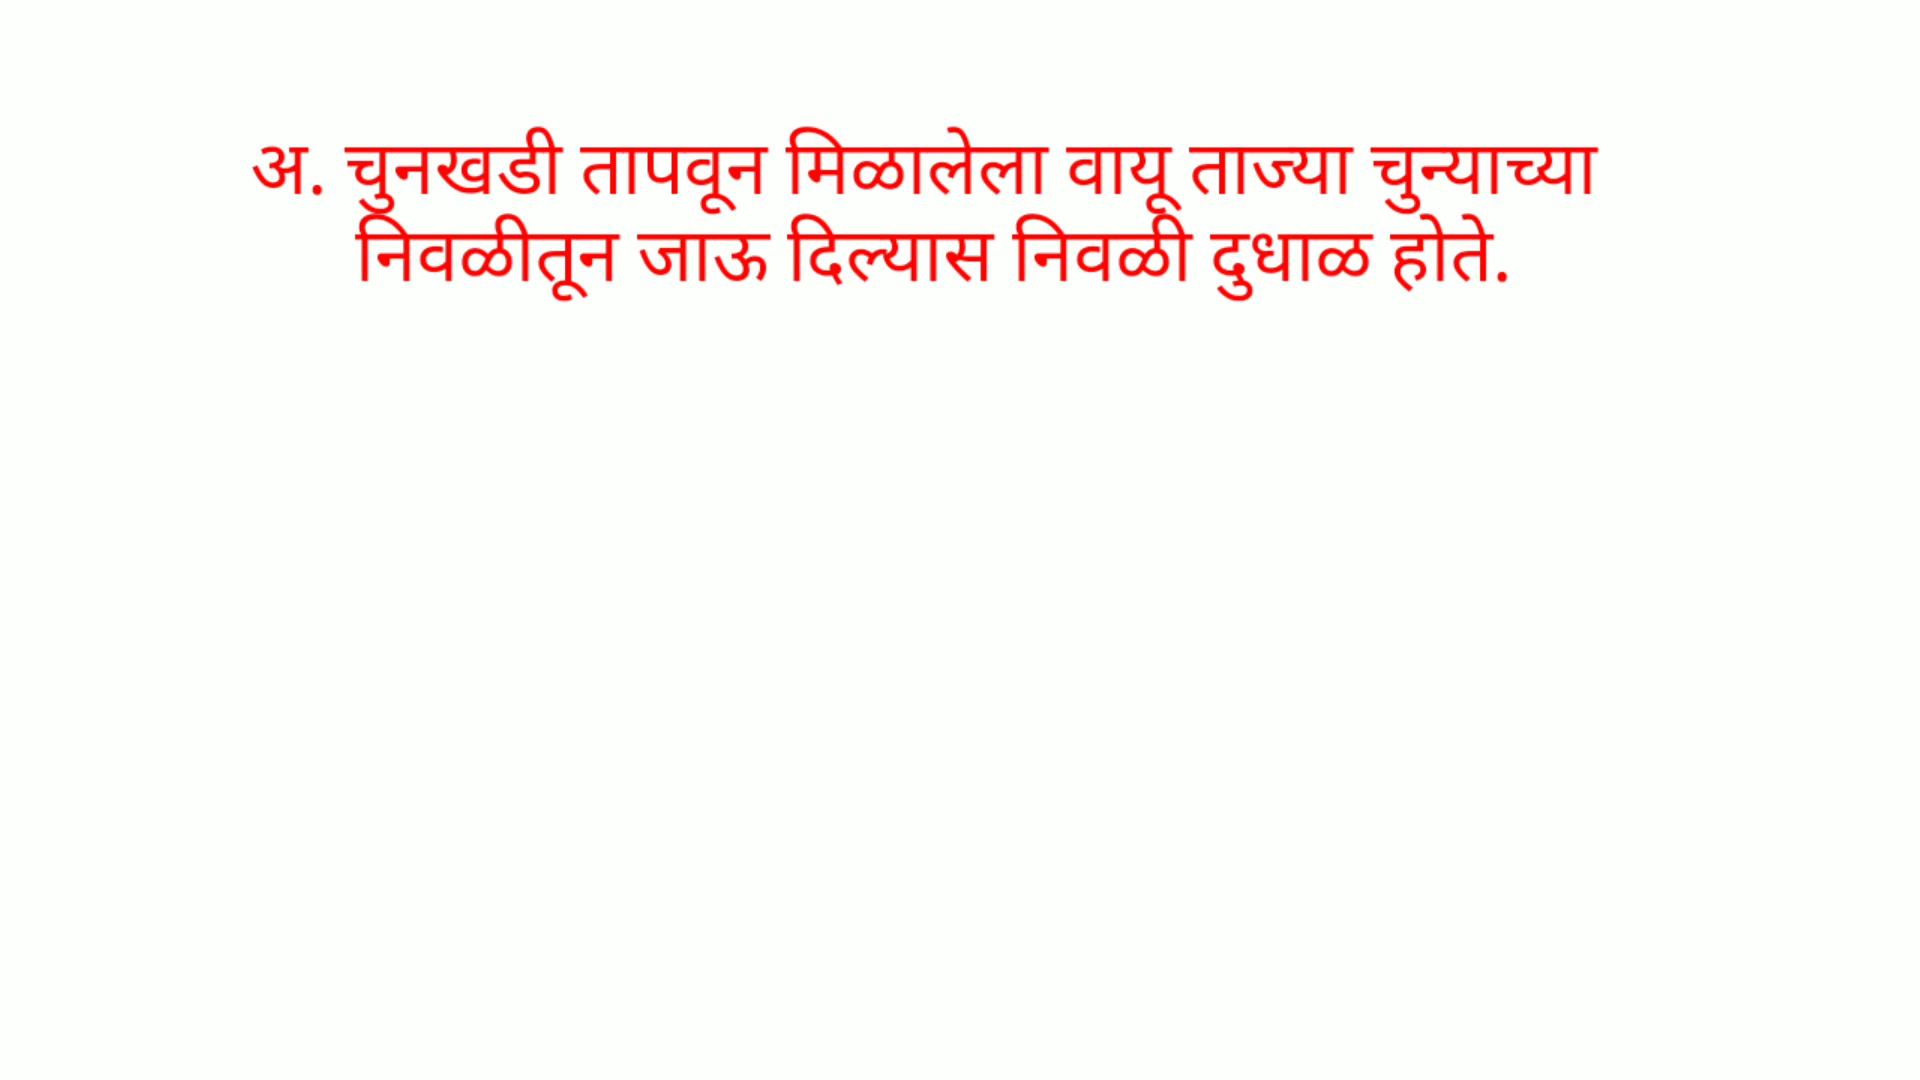 अ. चुनखडी तापवून मिळालेला वायू ताज्या चुन्याच्या
निवळीतून जाऊ दिल्यास निवळी दुधाळ होते.